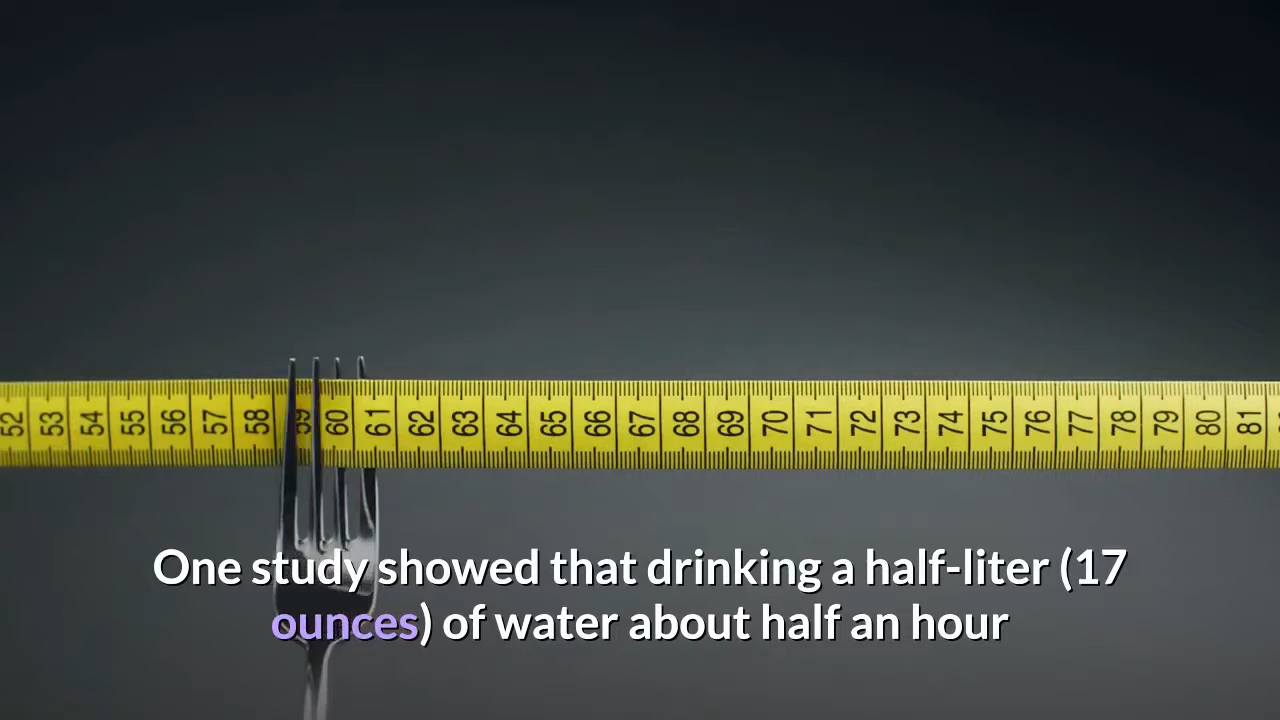 52 53 54 55 56 57 58 59 60 61 62 63 64 65 66 67 68 69 70 71 72 73 74 75 76 77 78 79 80 81
One study showed that drinking a half-liter (17
ounces) of water about half an hour